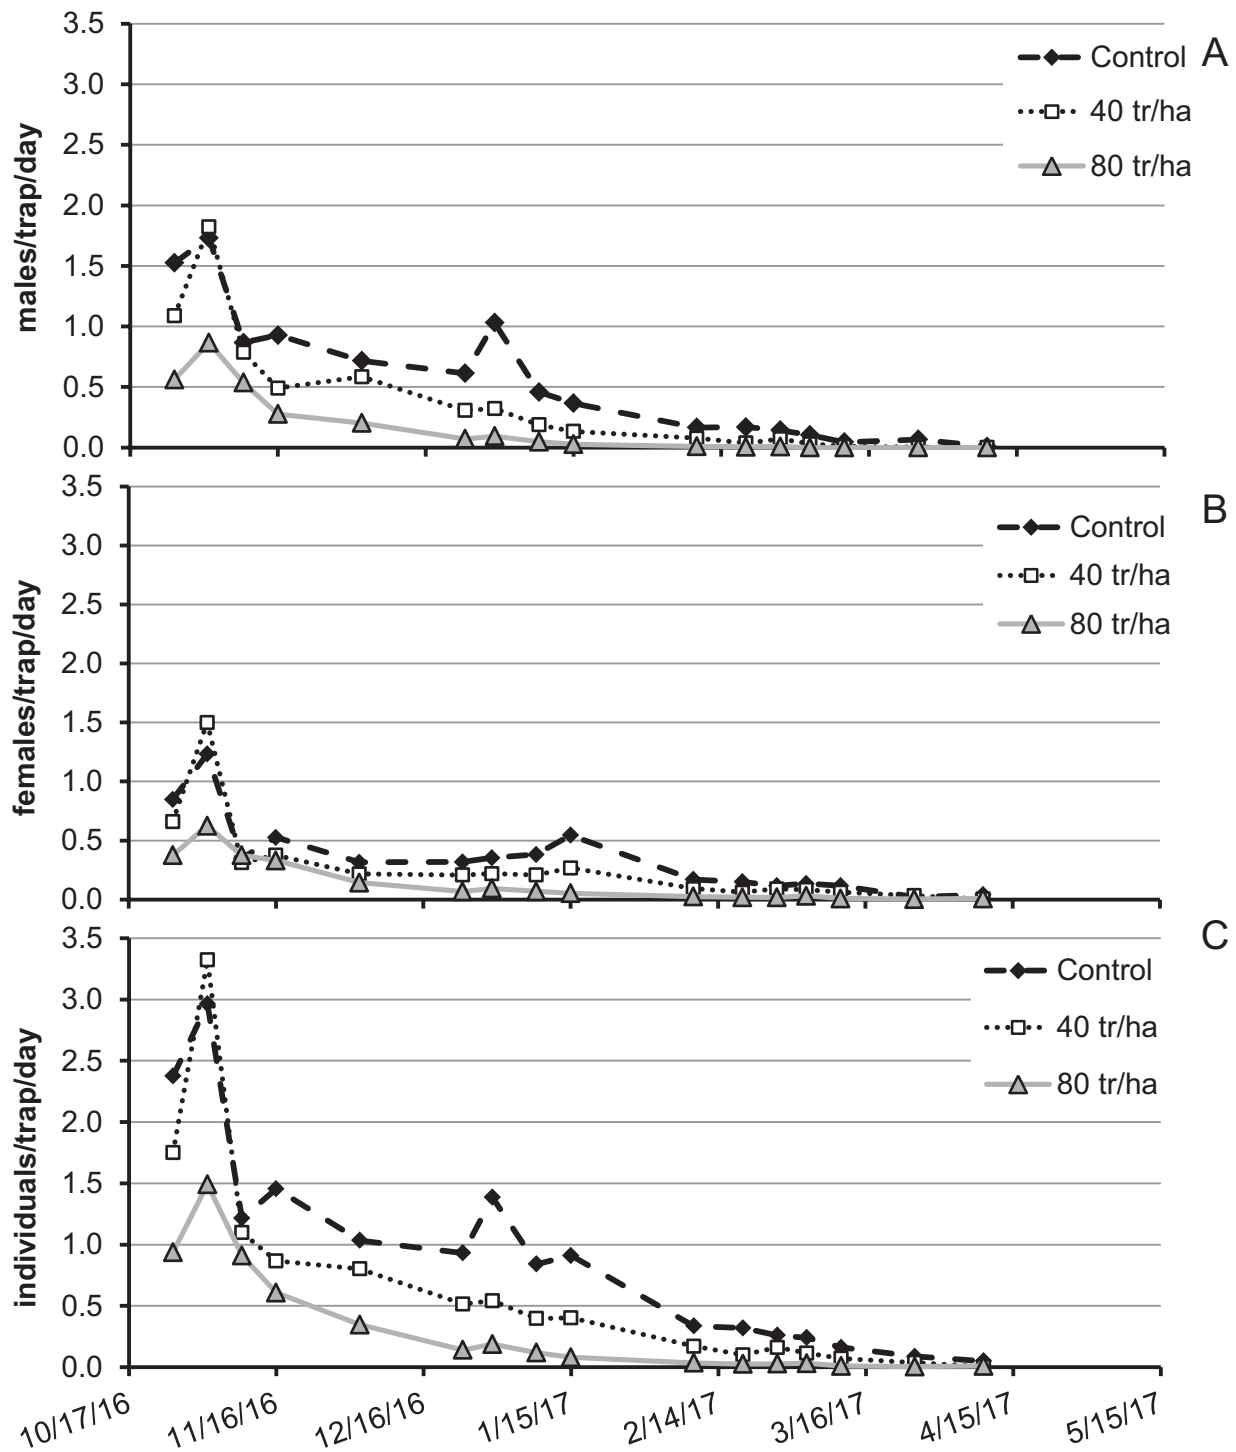 3.5
3.0
2.5
2.0
1.5
1.0
0.5
0.0
males/trap/day
Control
40 tr/ha
80 tr/ha
A
3.5
3.0
2.5
2.0
1.5
1.0
0.5
0.0
females/trap/day
Control
40 tr/ha
80 tr/ha
B
3.5
3.0
2.5
2.0
1.5
1.0
0.5
0.0
individuals/trap/day
Control
40 tr/ha
80 tr/ha
C
10/17/16 11/16/16 12/16/16 1/15/17 2/14/17 3/16/17 4/15/17 5/15/17